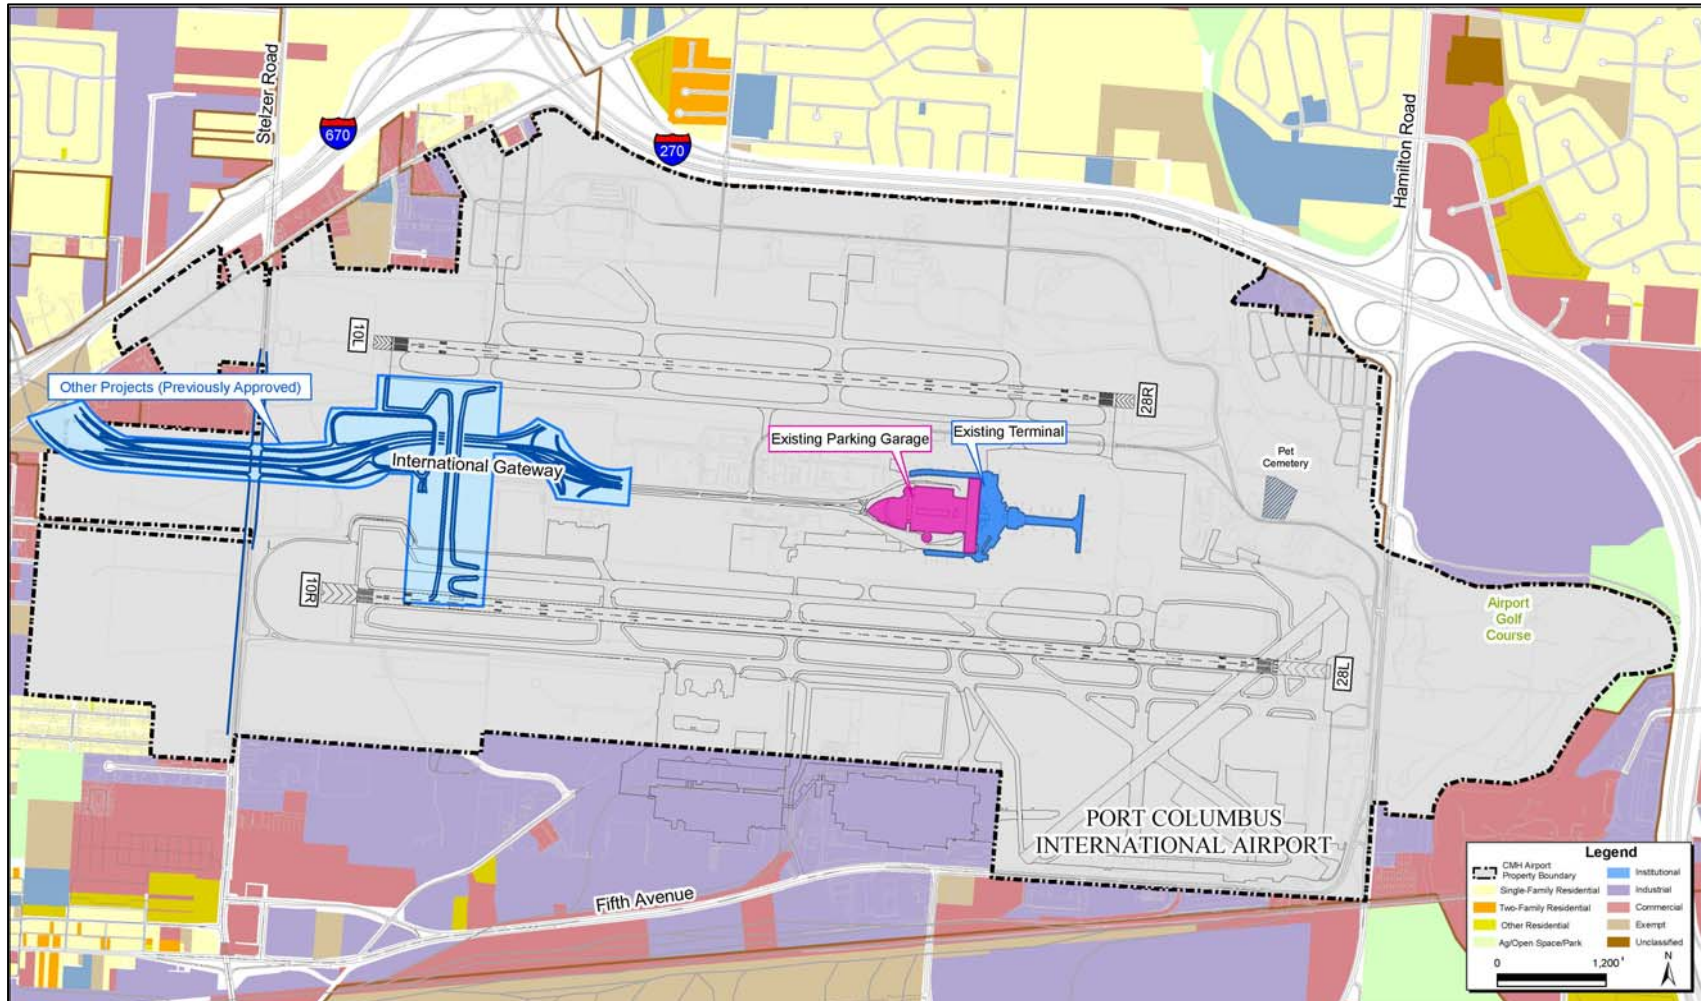 Stelzer Road
670
270
Hamilton Road
10L
28R
Other Projects (Previously Approved)
International Gateway
Existing Parking Garage
Existing Terminal
Pet
Cemetery
10R
28L
Airport
Golf
Course
PORT COLUMBUS
INTERNATIONAL AIRPORT
Fifth Avenue
Legend
CMH Airport
Property Boundary
Single-Family Residential
Two-Family Residential
Other Residential
Ag/Open Space/Park
Institutional
Industrial
Commercial
Exempt
Unclassified
0
1,200 '
N